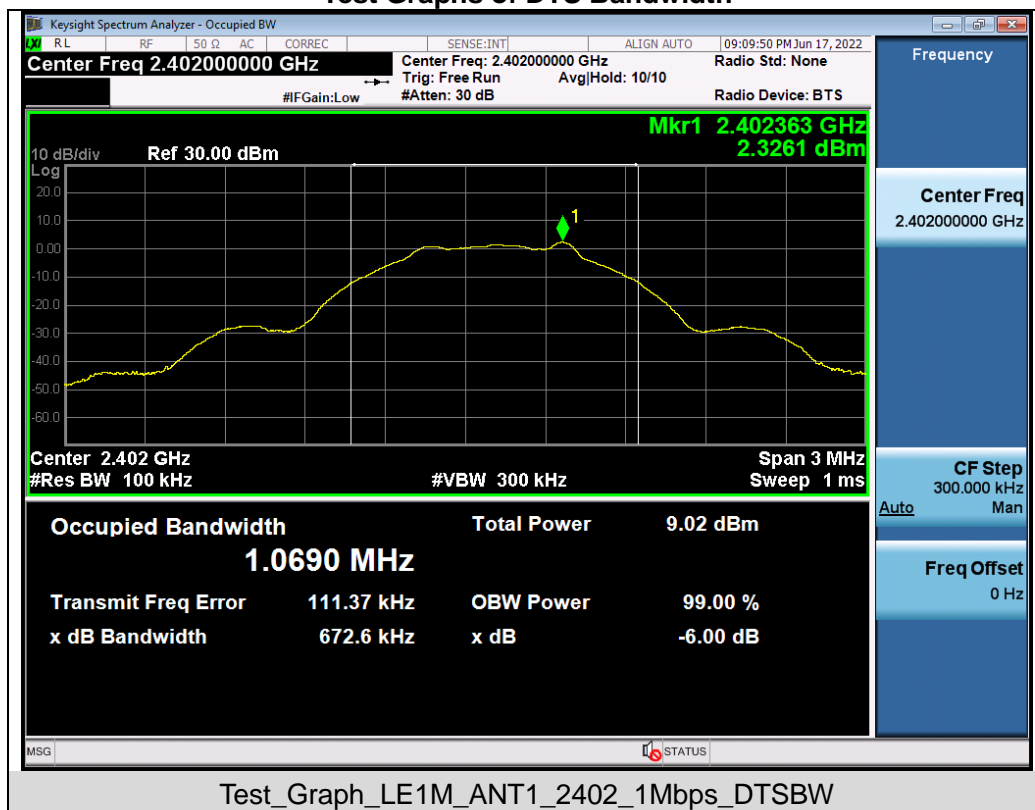 Test Graphs of DTS Bandwidth
Keysight Spectrum Analyzer - Occupied BW
LXI RL RF 50 Ω AC CORREC SENSE:INT ALIGN AUTO 09:09:50 PM Jun 17, 2022
Center Freq 2.402000000 GHz
Center Freq: 2.402000000 GHz
Radio Std: None
Trig: Free Run Avg|Hold: 10/10
#IFGain:Low #Atten: 30 dB Radio Device: BTS
Mkr1 2.402363 GHz
2.3261 dBm
10 dB/div Ref 30.00 dBm
Log
20.0
10.0
0.00
-10.0
-20.0
-30.0
-40.0
-50.0
-60.0
1
Center 2.402 GHz Span 3 MHz
#Res BW 100 kHz #VBW 300 kHz Sweep 1 ms
Occupied Bandwidth Total Power 9.02 dBm
1.0690 MHz
Transmit Freq Error 111.37 kHz OBW Power 99.00 %
x dB Bandwidth 672.6 kHz x dB -6.00 dB
Frequency
Center Freq
2.402000000 GHz
CF Step
300.000 kHz
Auto Man
Freq Offset
0 Hz
MSG STATUS
Test_Graph_LE1M_ANT1_2402_1Mbps_DTSBW